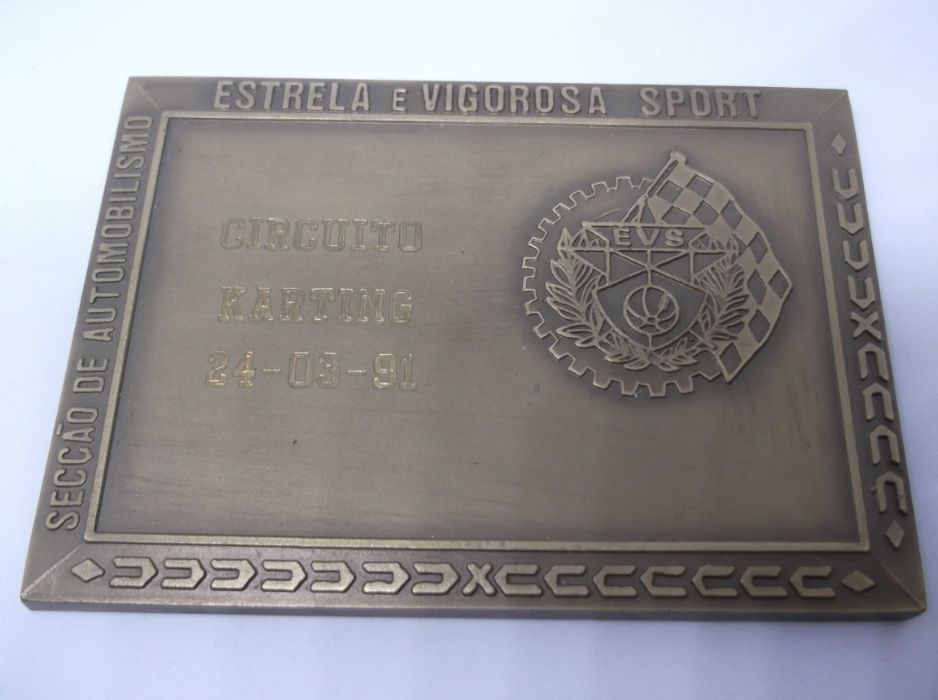 ESTRELA E VIGOROSA SPORT
SECÇÃO DE AUTOMOBILISMO
CIRCUITO
KARTING
24-03-91
EVS